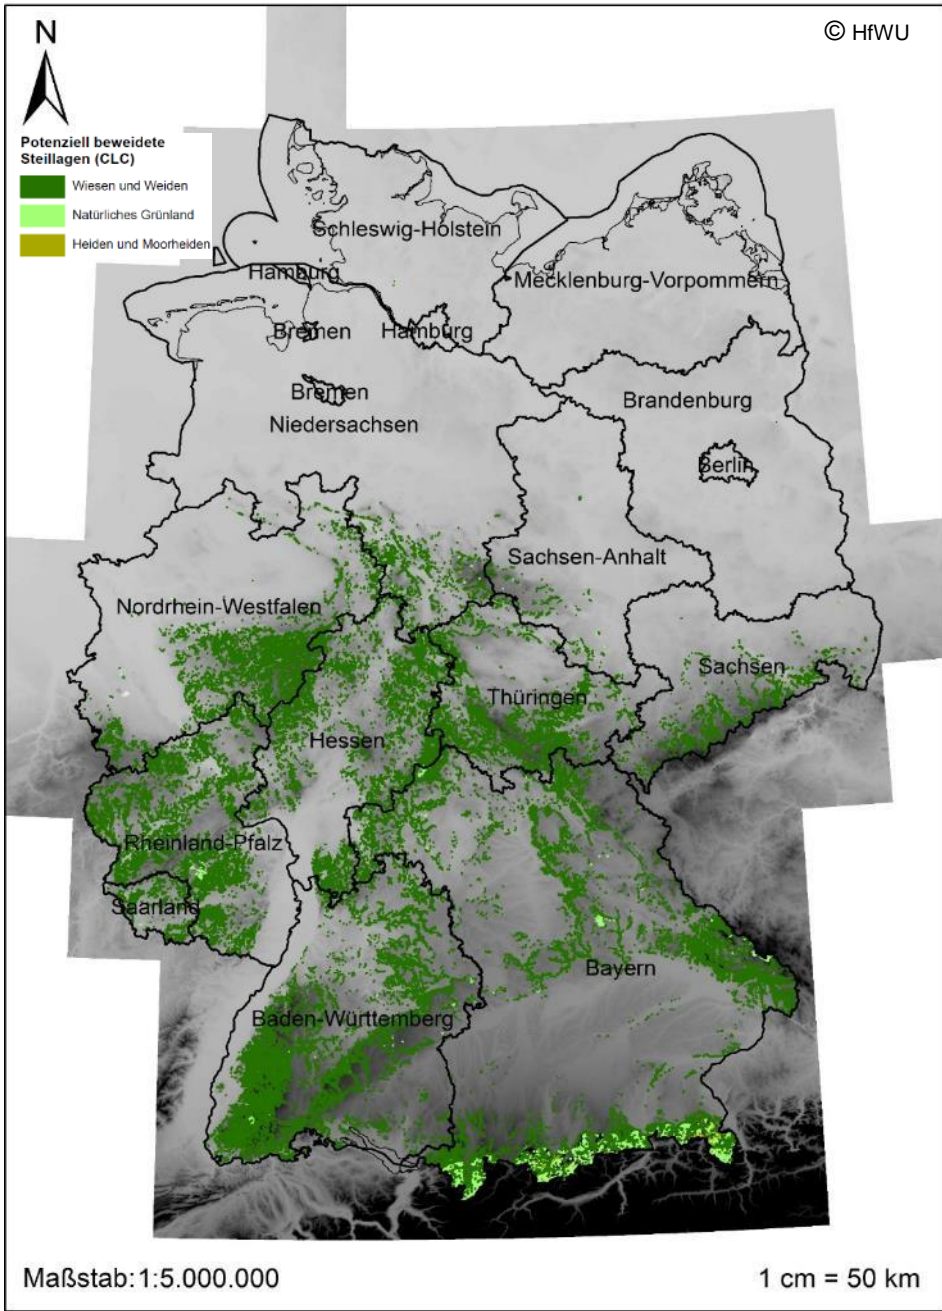 N
© HfWU
Potenziell beweidete
Steillagen (CLC)
Wiesen und Weiden
Natürliches Grünland
Heiden und Moorheiden
Schleswig-Holstein
Hamburg
Mecklenburg-Vorpommern
Bremen
Hamburg
Bremen
Brandenburg
Niedersachsen
Berlin
Sachsen-Anhalt
Nordrhein-Westfalen
Sachsen
Thüringen
Hessen
Rheinland-Pfalz
Saarland
Bayern
Baden-Württemberg
Maßstab:1:5.000.000
1 cm = 50 km